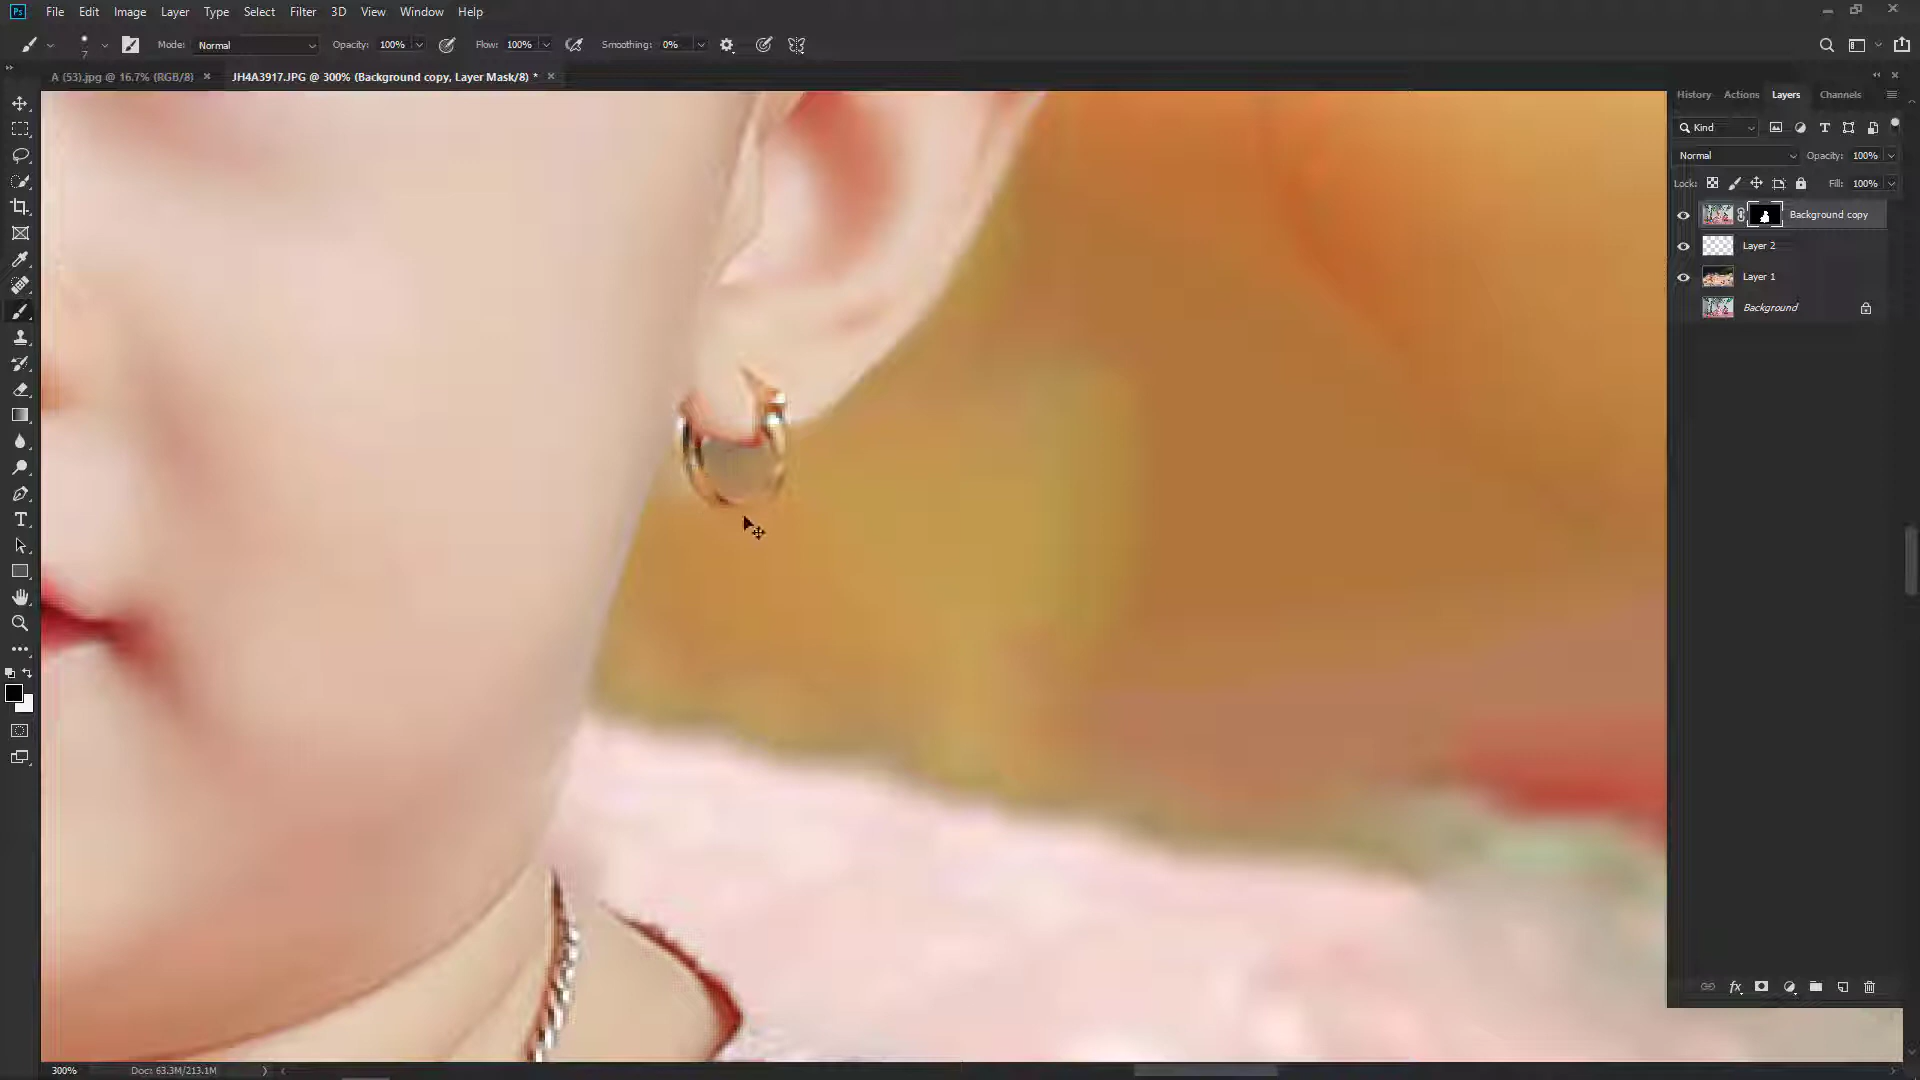 Ps File Edit Image Layer Type Select Filter 3D View Window Help
7 Mode: Normal Opacity: 100% Flow: 100% Smoothing: 0%
A (53).jpg @ 16.7% (RGB/8) × JH4A3917.JPG @ 300% (Background copy, Layer Mask/8) * ×
History Actions Layers Channels
Kind
Normal Opacity: 100%
Lock: Fill: 100%
Background copy
Layer 2
Layer 1
Background
fx
300% Doc: 63.3M/213.1M